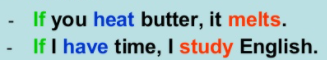 - If you heat butter, it melts.
- If I have time, I study English.